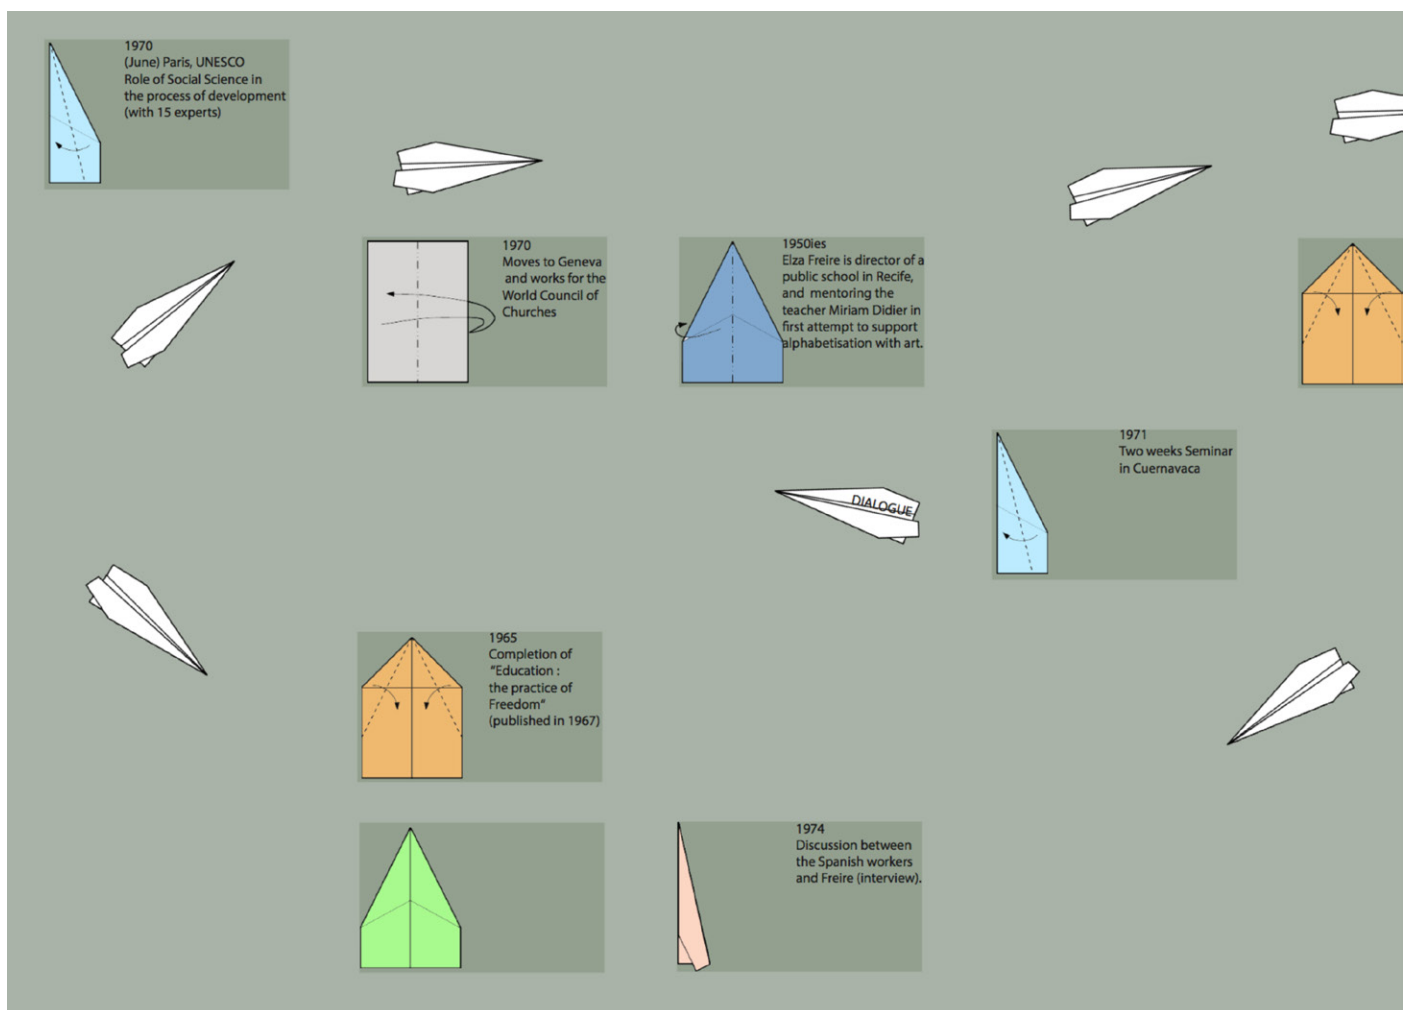 1970
(June) Paris, UNESCO
Role of Social Science in
the process of development
(with 15 experts)
1970
Moves to Geneva
and works for the
World Council of
Churches
1950ies
Elza Freire is director of a
public school in Recife,
and mentoring the
teacher Miriam Didier in
first attempt to support
alphabetisation with art.
1971
Two weeks Seminar
in Cuernavaca
DIALOGUE
1965
Completion of
"Education :
the practice of
Freedom"
(published in 1967)
1974
Discussion between
the Spanish workers
and Freire (interview).